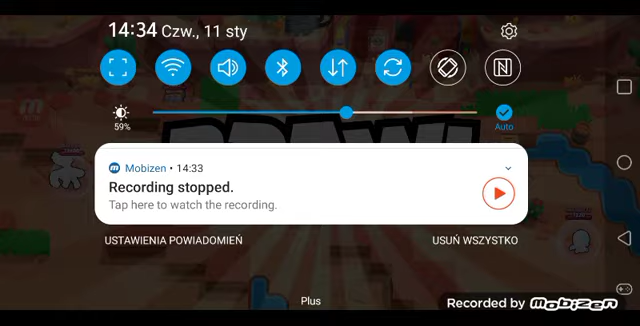 14:34 Czw., 11 sty
59%
Auto
BRAWL
Mobizen • 14:33
Recording stopped.
Tap here to watch the recording.
USTAWIENIA POWIADOMIEŃ
USUŃ WSZYSTKO
Plus
Recorded by mobizen